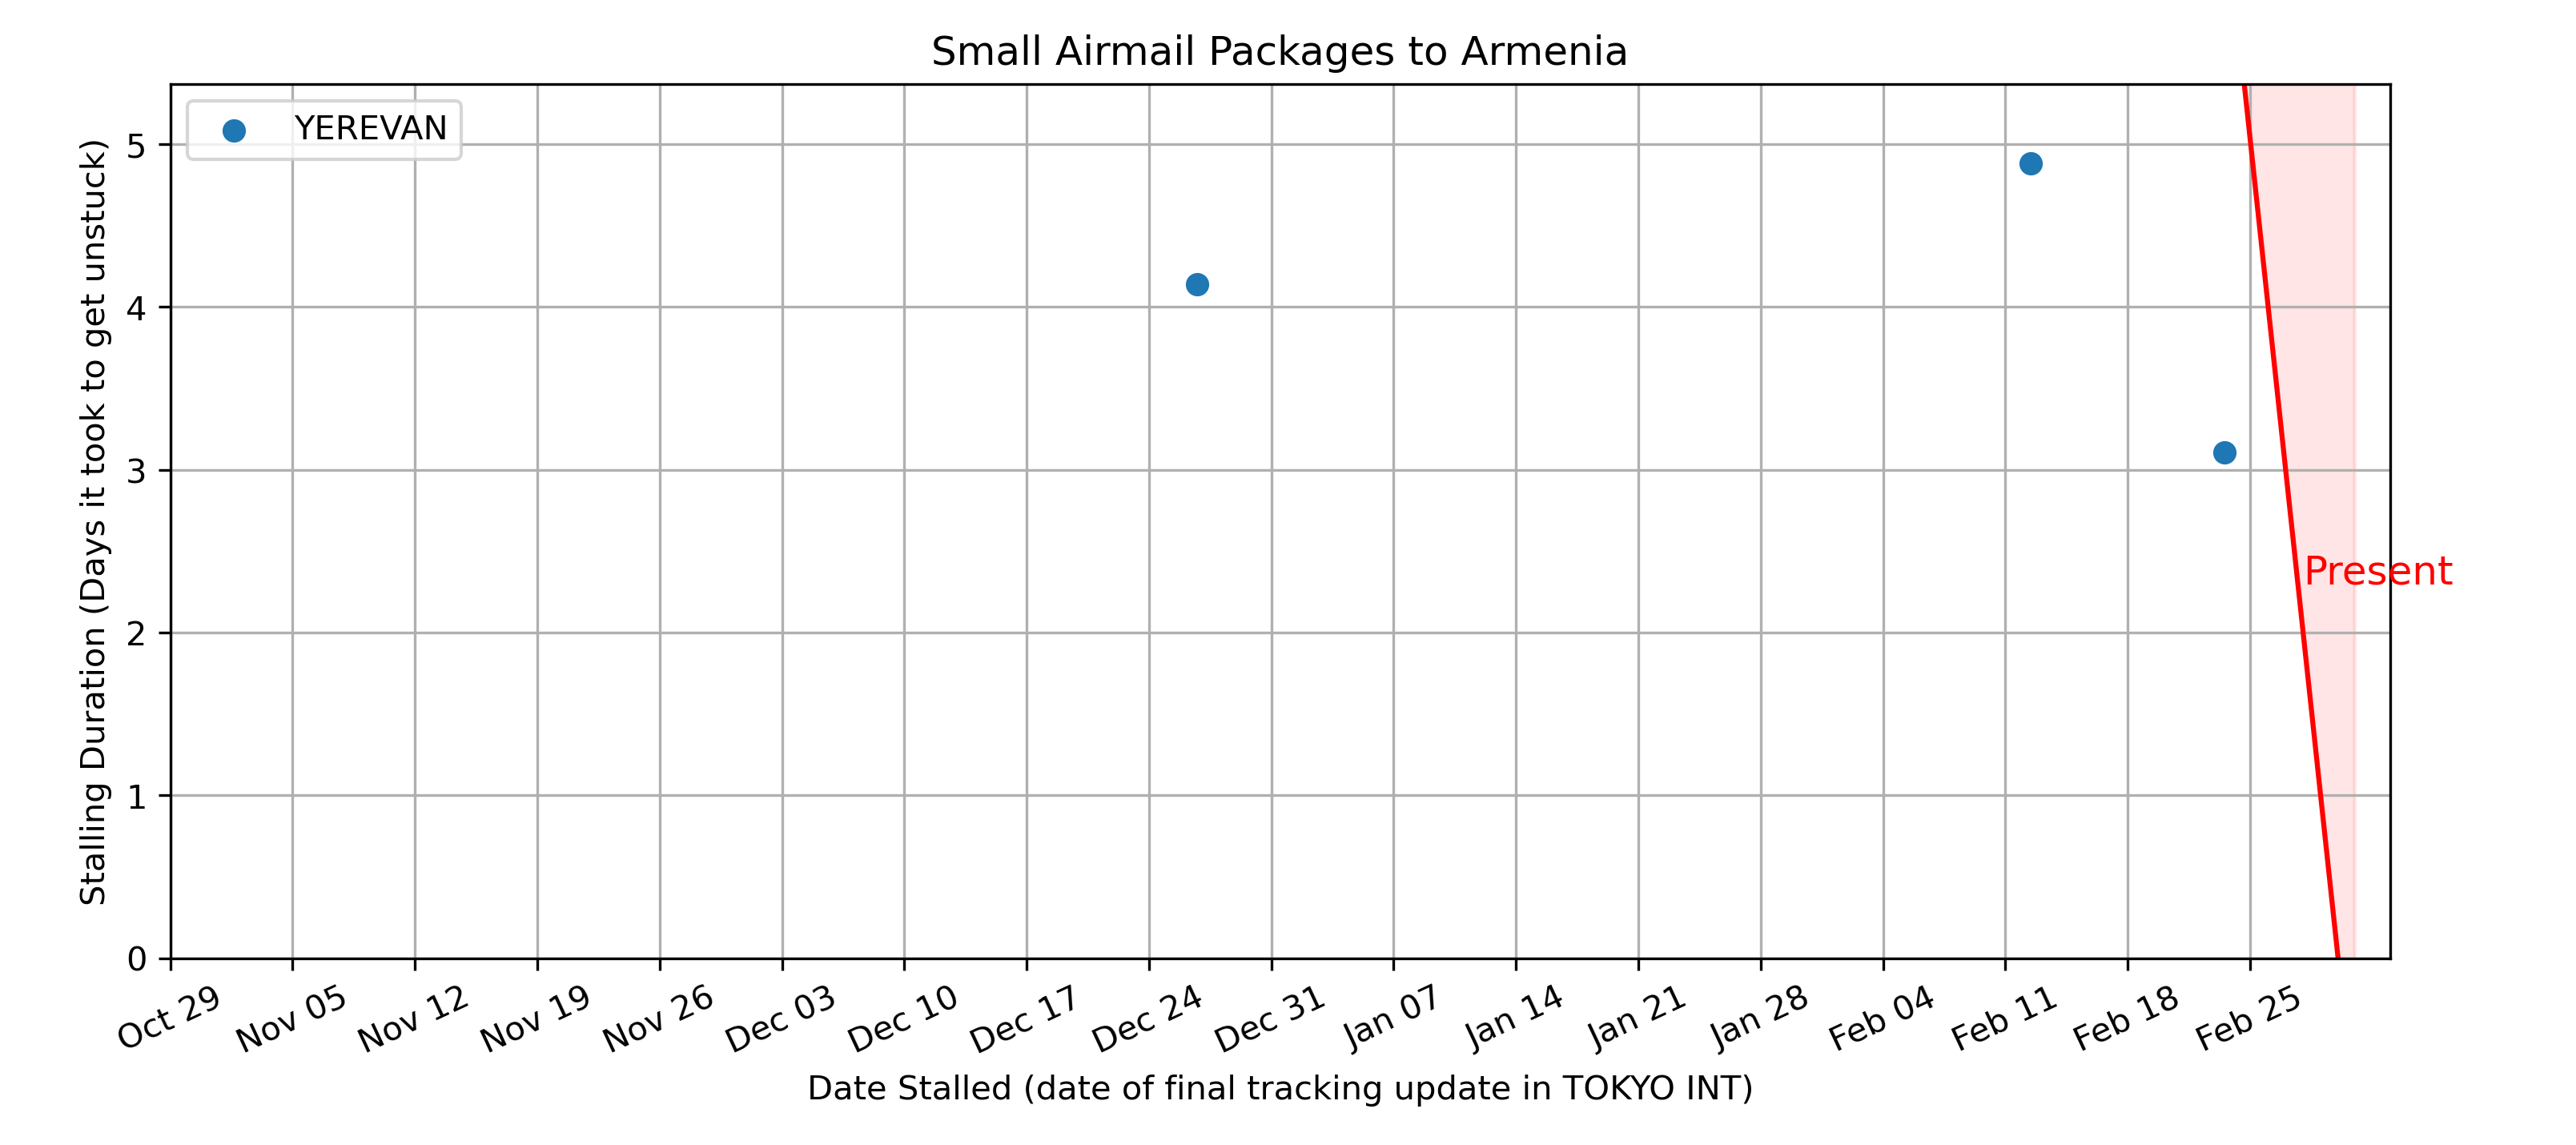 Small Airmail Packages to Armenia
YEREVAN
Stalling Duration (Days it took to get unstuck)
5
4
3
2
1
0
Present
Oct 29
Nov 05
Nov 12
Nov 19
Nov 26
Dec 03
Dec 10
Dec 17
Dec 24
Dec 31
Jan 07
Jan 14
Jan 21
Jan 28
Feb 04
Feb 11
Feb 18
Feb 25
Date Stalled (date of final tracking update in TOKYO INT)